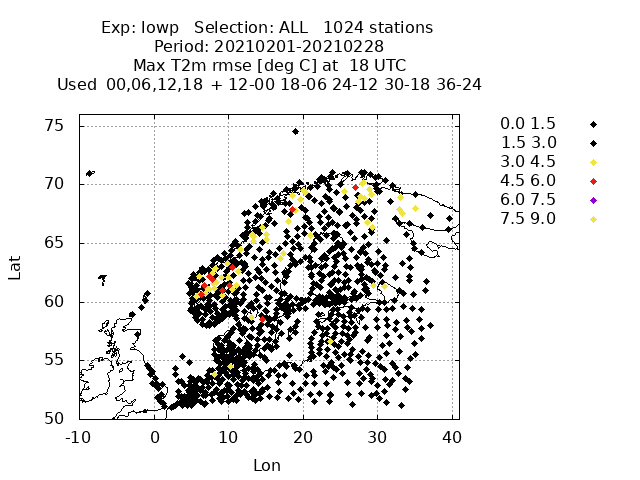 Exp: lowp   Selection: ALL   1024 stations
Period: 20210201-20210228
Max T2m rmse [deg C] at  18 UTC
Used  00,06,12,18  + 12-00 18-06 24-12 30-18 36-24
0.0 1.5
1.5 3.0
3.0 4.5
4.5 6.0
6.0 7.5
7.5 9.0
75
70
65
60
55
50
Lat
-10 0 10 20 30 40
Lon